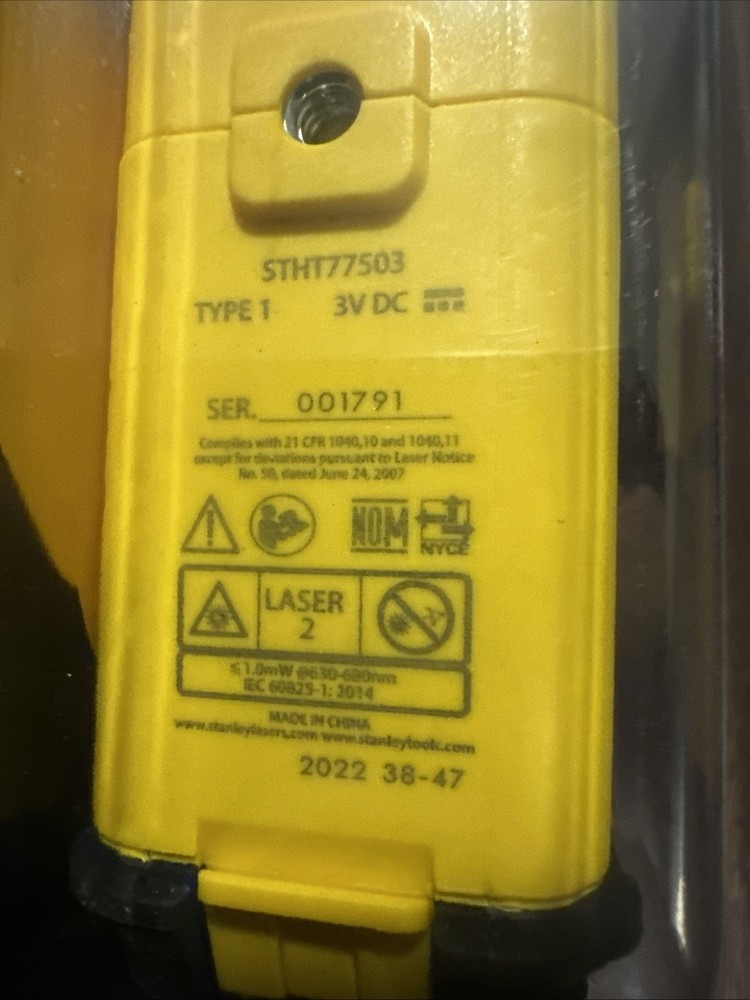 STHT77503
TYPE 1 3V DC
SER. 001791
Complies with 21 CFR 1040.10 and 1040.11
except for deviations pursuant to Laser Notice
No. 50, dated June 24, 2007
NOM NYCE
LASER
2
≤1.0mW @630-680nm
IEC 60825-1: 2014
MADE IN CHINA
www.stanleylasers.com www.stanleytools.com
2022 38-47